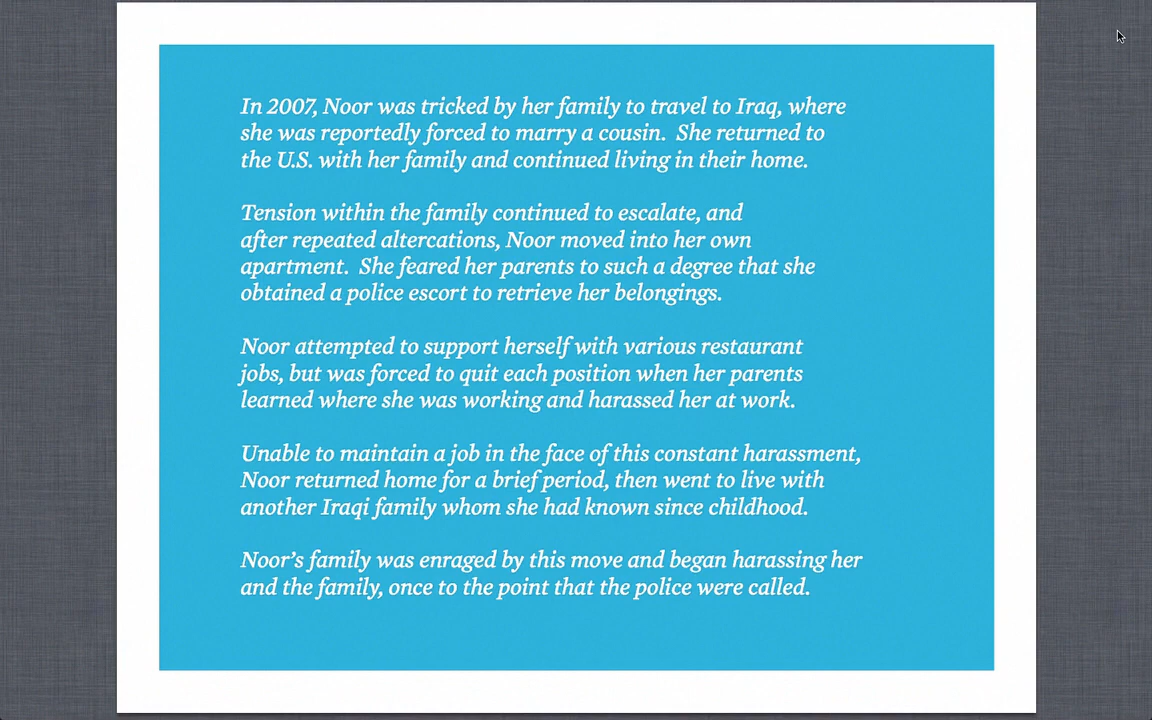 In 2007, Noor was tricked by her family to travel to Iraq, where
she was reportedly forced to marry a cousin.  She returned to
the U.S. with her family and continued living in their home.
Tension within the family continued to escalate, and
after repeated altercations, Noor moved into her own
apartment.  She feared her parents to such a degree that she
obtained a police escort to retrieve her belongings.
Noor attempted to support herself with various restaurant
jobs, but was forced to quit each position when her parents
learned where she was working and harassed her at work.
Unable to maintain a job in the face of this constant harassment,
Noor returned home for a brief period, then went to live with
another Iraqi family whom she had known since childhood.
Noor’s family was enraged by this move and began harassing her
and the family, once to the point that the police were called.